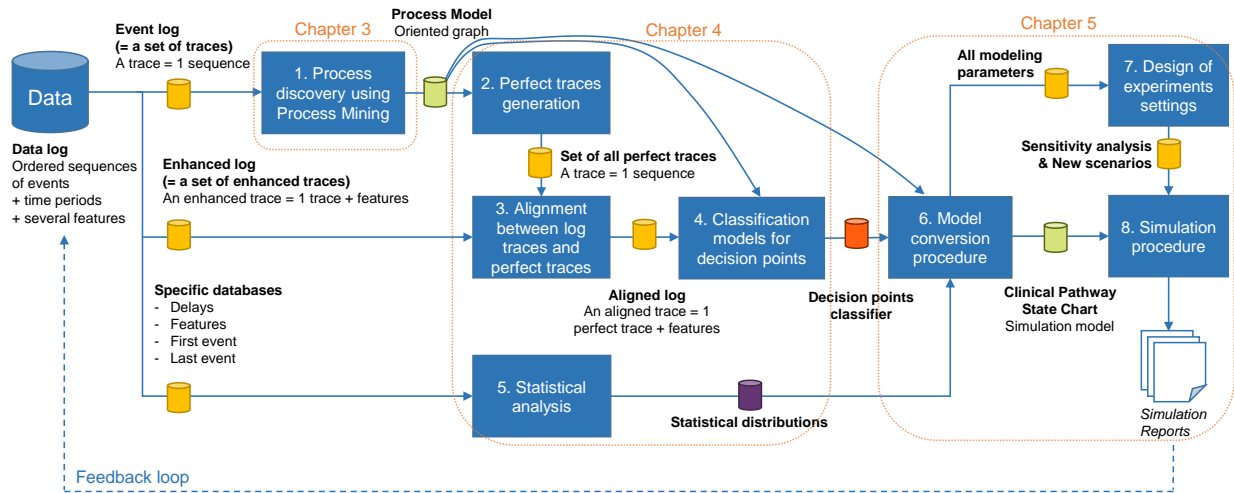 Event log
(= a set of traces)
A trace = 1 sequence
Chapter 3
Process Model
Oriented graph
Chapter 4
Chapter 5
Data
1. Process
discovery using
Process Mining
2. Perfect traces
generation
All modeling
parameters
7. Design of
experiments
settings
Data log
Ordered sequences
of events
+ time periods
+ several features
Enhanced log
(= a set of enhanced traces)
An enhanced trace = 1 trace + features
Set of all perfect traces
A trace = 1 sequence
Sensitivity analysis
& New scenarios
3. Alignment
between log
traces and
perfect traces
4. Classification
models for
decision points
6. Model
conversion
procedure
8. Simulation
procedure
Specific databases
- Delays
- Features
- First event
- Last event
Aligned log
An aligned trace = 1
perfect trace + features
Decision points
classifier
Clinical Pathway
State Chart
Simulation model
5. Statistical
analysis
Statistical distributions
Simulation
Reports
Feedback loop